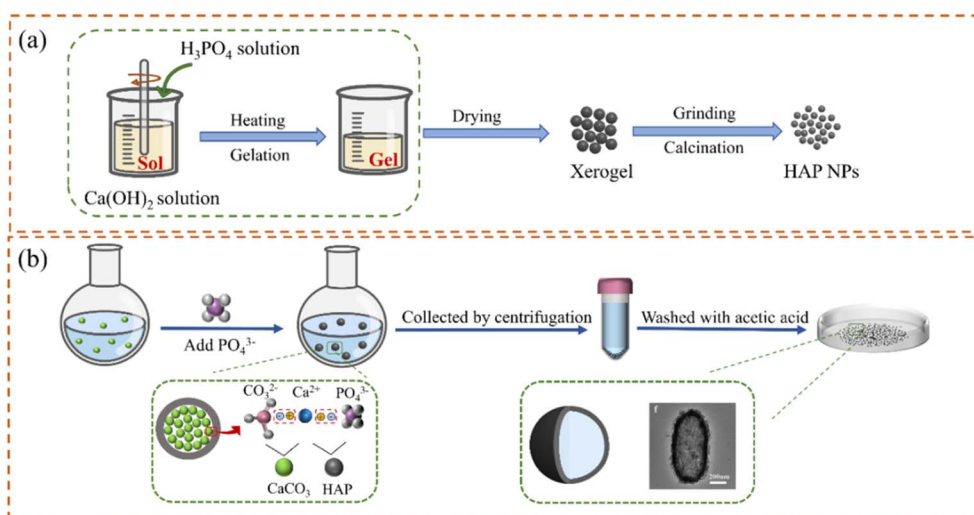 (a)
H₃PO₄ solution
Sol
Ca(OH)₂ solution
Heating
Gelation
Gel
Drying
Xerogel
Grinding
Calcination
HAP NPs
(b)
Add PO₄³⁻
Collected by centrifugation
Washed with acetic acid
CO₃²⁻ Ca²⁺ PO₄³⁻
CaCO₃ HAP
f
200nm